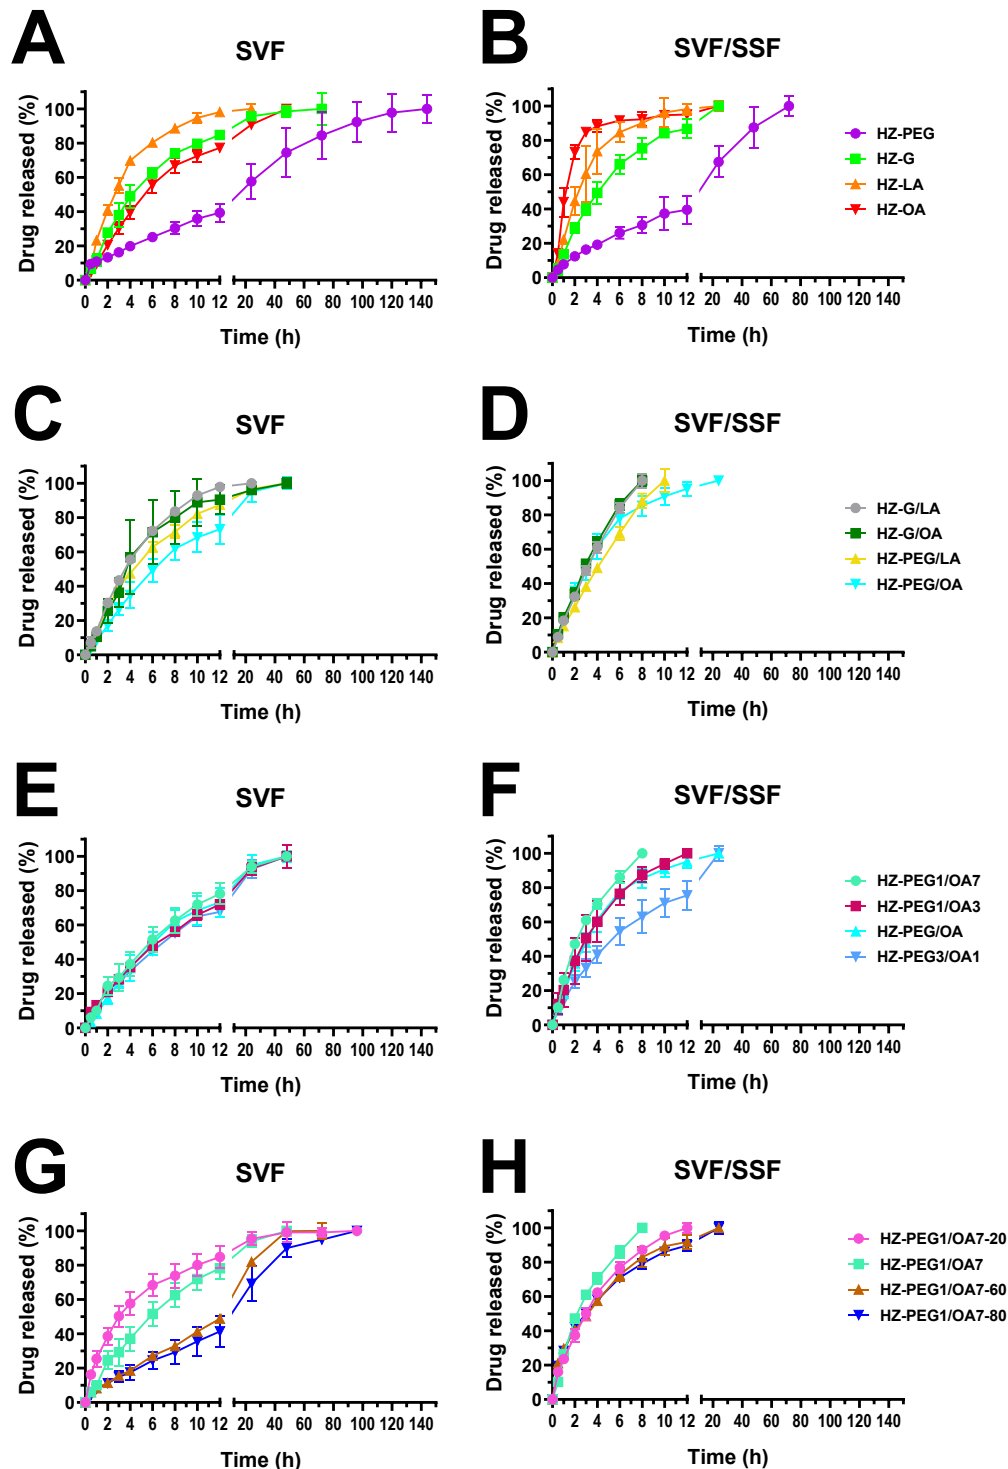 A
SVF
Drug released (%)
100
80
60
40
20
0
0 2 4 6 8 10 12 20 40 60 80 100 120 140
Time (h)
B
SVF/SSF
Drug released (%)
100
80
60
40
20
0
0 2 4 6 8 10 12 20 40 60 80 100 120 140
Time (h)
HZ-PEG
HZ-G
HZ-LA
HZ-OA
C
SVF
Drug released (%)
100
80
60
40
20
0
0 2 4 6 8 10 12 20 40 60 80 100 120 140
Time (h)
D
SVF/SSF
Drug released (%)
100
80
60
40
20
0
0 2 4 6 8 10 12 20 40 60 80 100 120 140
Time (h)
HZ-G/LA
HZ-G/OA
HZ-PEG/LA
HZ-PEG/OA
E
SVF
Drug released (%)
100
80
60
40
20
0
0 2 4 6 8 10 12 20 40 60 80 100 120 140
Time (h)
F
SVF/SSF
Drug released (%)
100
80
60
40
20
0
0 2 4 6 8 10 12 20 40 60 80 100 120 140
Time (h)
HZ-PEG1/OA7
HZ-PEG1/OA3
HZ-PEG/OA
HZ-PEG3/OA1
G
SVF
Drug released (%)
100
80
60
40
20
0
0 2 4 6 8 10 12 20 40 60 80 100 120 140
Time (h)
H
SVF/SSF
Drug released (%)
100
80
60
40
20
0
0 2 4 6 8 10 12 20 40 60 80 100 120 140
Time (h)
HZ-PEG1/OA7-20
HZ-PEG1/OA7
HZ-PEG1/OA7-60
HZ-PEG1/OA7-80